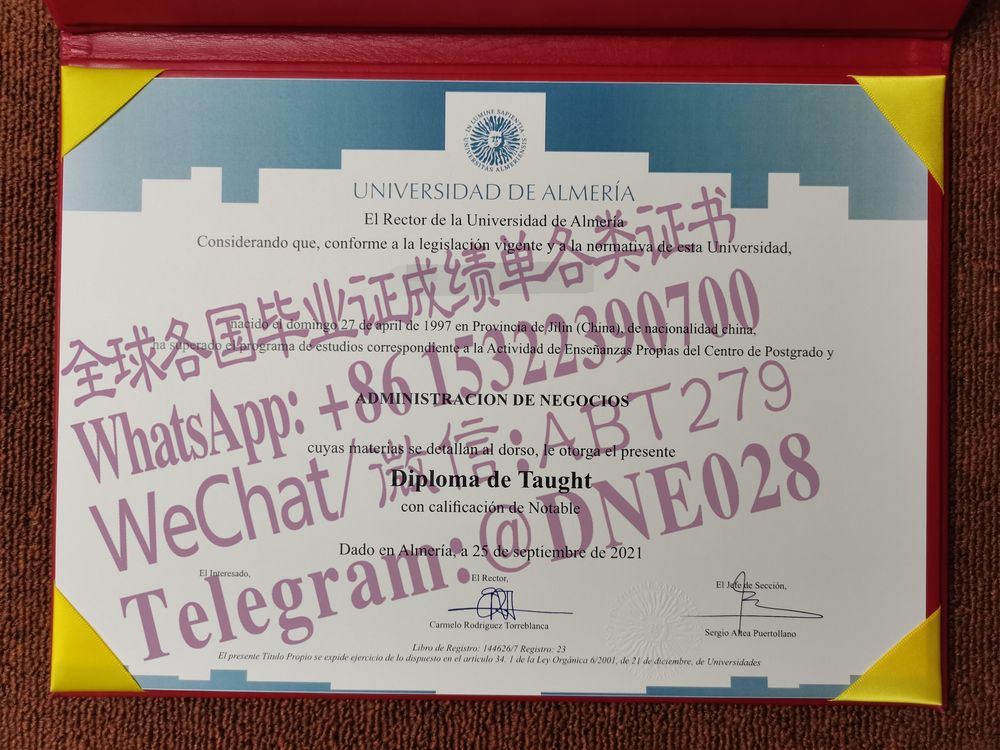 IN LUMINE SAPIENTIA · UNIVERSITAS ALMERIENSIS ·
UNIVERSIDAD DE ALMERÍA
El Rector de la Universidad de Almería
Considerando que, conforme a la legislación vigente y a la normativa de esta Universidad,
全球各国毕业证成绩单各类证书
nacido el domingo 27 de april de 1997 en Provincia de Jilin (China), de nacionalidad china,
ha superado el programa de estudios correspondiente a la Actividad de Enseñanzas Propias del Centro de Postgrado y
WhatsApp: +86 15322390700
ADMINISTRACION DE NEGOCIOS
WeChat/微信:ABT279
cuyas materias se detallan al dorso, le otorga el presente
Diploma de Taught
con calificación de Notable
Telegram:@DNE028
Dado en Almería, a 25 de septiembre de 2021
El Interesado,
El Rector,
El Jefe de Sección,
Carmelo Rodríguez Torreblanca
Sergio Altea Puertollano
Libro de Registro: 144626/7 Registro: 23
El presente Título Propio se expide ejercicio de lo dispuesto en el artículo 34. 1 de la Ley Orgánica 6/2001, de 21 de diciembre, de Universidades